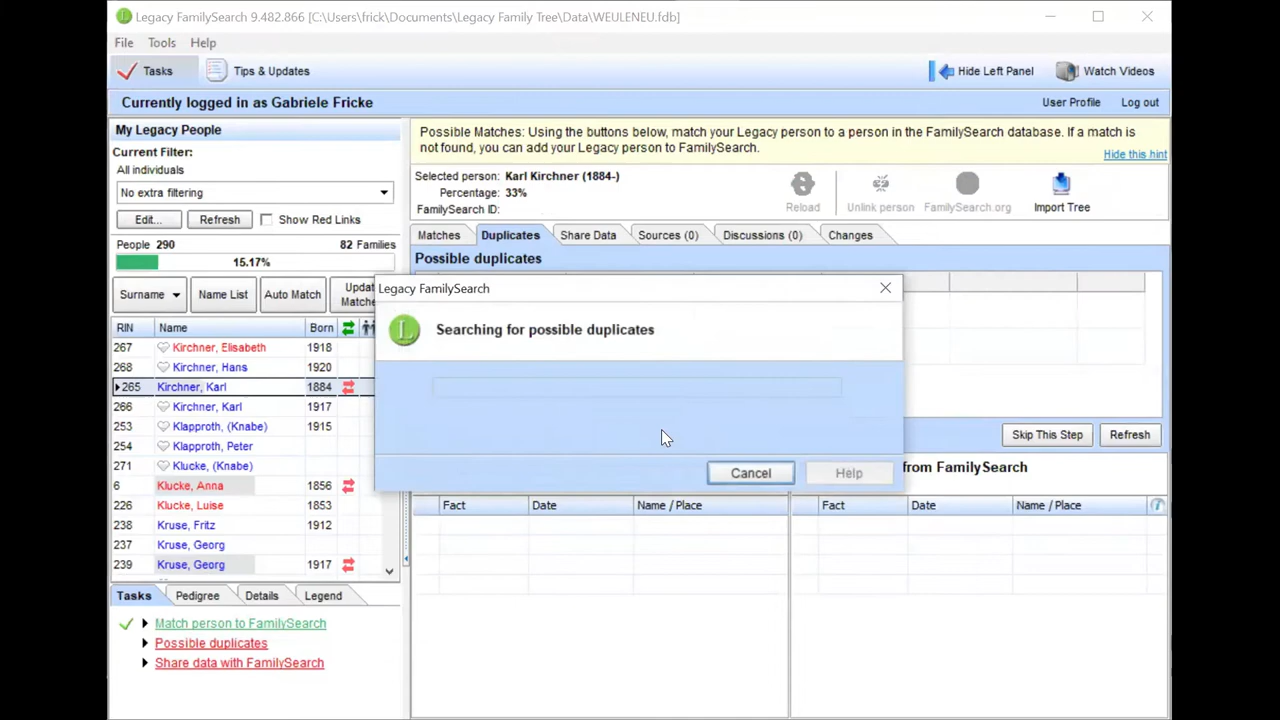 Legacy FamilySearch 9.482.866 [C:\Users\frick\Documents\Legacy Family Tree\Data\WEULENEU.fdb]
File Tools Help
Tasks Tips & Updates Hide Left Panel Watch Videos
Currently logged in as Gabriele Fricke User Profile Log out
My Legacy People
Current Filter:
All individuals
No extra filtering
Edit... Refresh Show Red Links
People 290 82 Families
15.17%
Surname Name List Auto Match
RIN Name Born
267 Kirchner, Elisabeth 1918
268 Kirchner, Hans 1920
265 Kirchner, Karl 1884
266 Kirchner, Karl 1917
253 Klapproth, (Knabe) 1915
254 Klapproth, Peter
271 Klucke, (Knabe)
6 Klucke, Anna 1856
226 Klucke, Luise 1853
238 Kruse, Fritz 1912
237 Kruse, Georg
239 Kruse, Georg 1917
Tasks Pedigree Details Legend
Match person to FamilySearch
Possible duplicates
Share data with FamilySearch
Possible Matches: Using the buttons below, match your Legacy person to a person in the FamilySearch database. If a match is
not found, you can add your Legacy person to FamilySearch.
Hide this hint
Selected person: Karl Kirchner (1884-)
Percentage: 33%
FamilySearch ID:
Reload Unlink person FamilySearch.org Import Tree
Matches Duplicates Share Data Sources (0) Discussions (0) Changes
Possible duplicates
Legacy FamilySearch
Searching for possible duplicates
Cancel Help
Skip This Step Refresh
from FamilySearch
Fact Date Name / Place Fact Date Name / Place